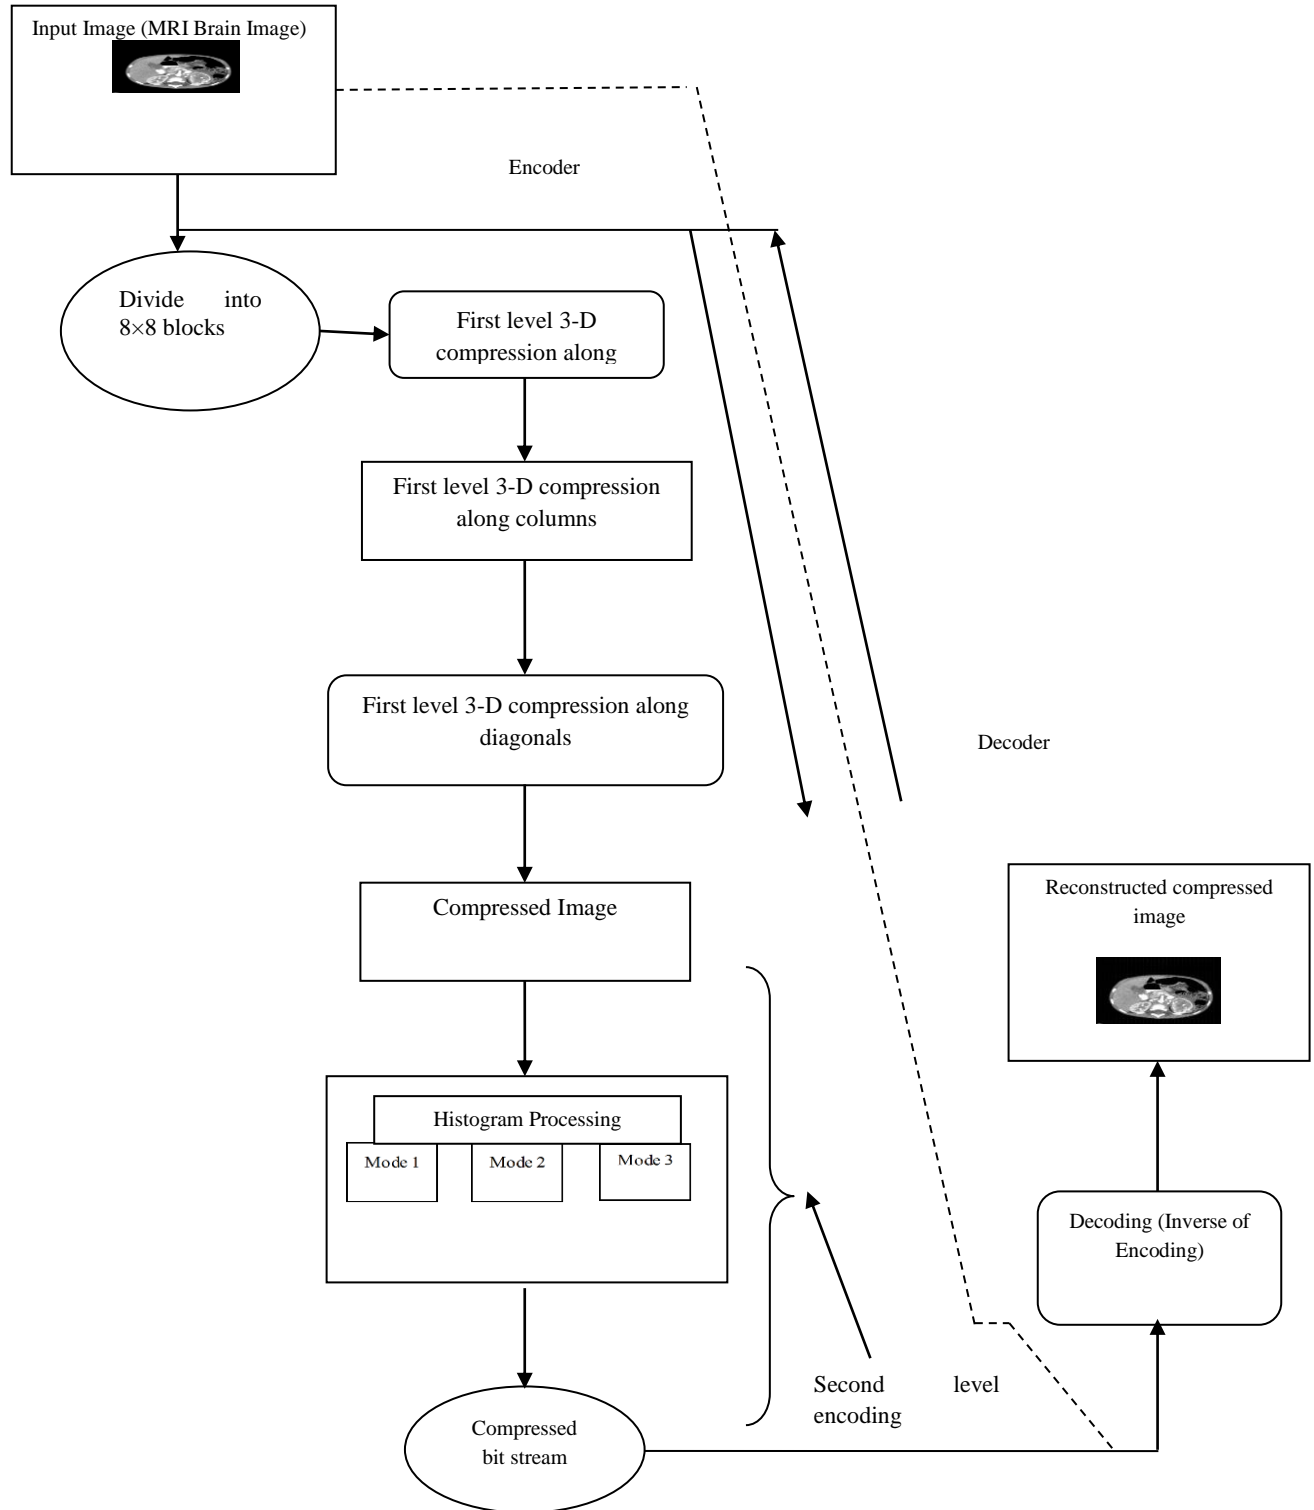 Input Image (MRI Brain Image)
Encoder
Divide into
8×8 blocks
First level 3-D
compression along
First level 3-D compression
along columns
First level 3-D compression along
diagonals
Decoder
Compressed Image
Reconstructed compressed
image
Histogram Processing
Mode 1
Mode 2
Mode 3
Decoding (Inverse of
Encoding)
Second level
encoding
Compressed
bit stream